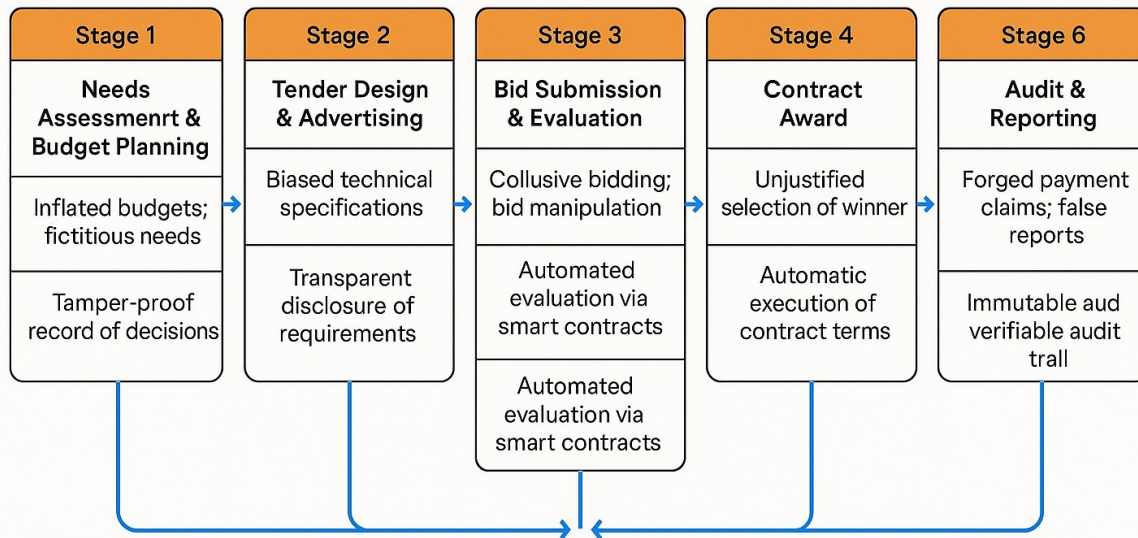 Stage 1
Needs
Assessmenrt &
Budget Planning
Inflated budgets;
fictitious needs
Tamper-proof
record of decisions
Stage 2
Tender Design
& Advertising
Biased technical
specifications
Transparent
disclosure of
requirements
Stage 3
Bid Submission
& Evaluation
Collusive bidding;
bid manipulation
Automated
evaluation via
smart contracts
Automated
evaluation via
smart contracts
Stage 4
Contract
Award
Unjustified
selection of winner
Automatic
execution of
contract terms
Stage 6
Audit &
Reporting
Forged payment
claims; false
reports
Immutable aud
verifiable audit
trall